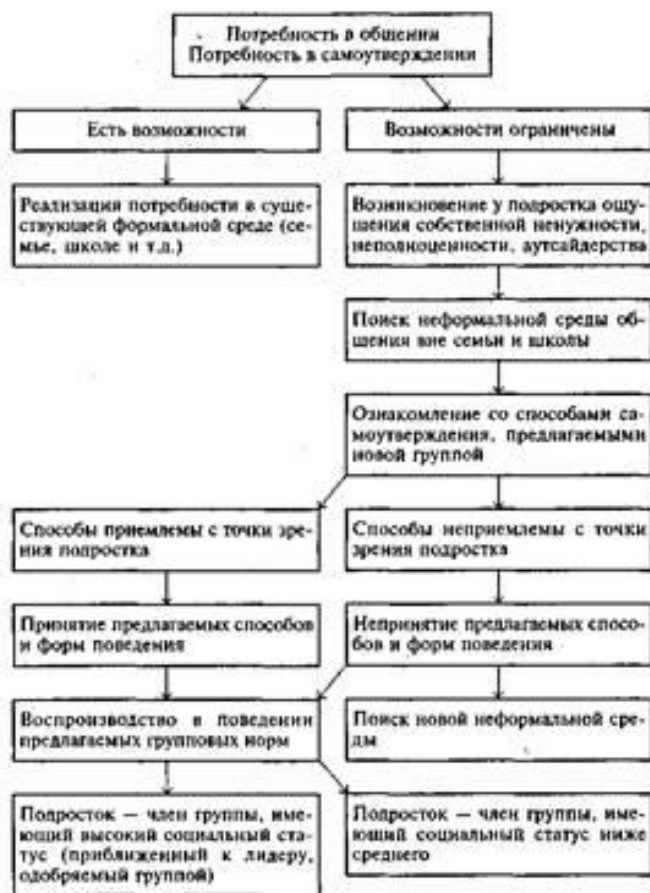 Потребность в общении
Потребность в самоутверждении
Есть возможности
Возможности ограничены
Реализация потребности в суще-
ствующей формальной среде (се-
мье, школе и т.д.)
Возникновение у подростка ощу-
щения собственной ненужности,
неполноценности, аутсайдерства
Поиск неформальной среды об-
щения вне семьи и школы
Ознакомление со способами са-
моутверждения, предлагаемыми
новой группой
Способы приемлемы с точки зре-
ния подростка
Способы неприемлемы с точки
зрения подростка
Принятие предлагаемых способов
и форм поведения
Непринятие предлагаемых спосо-
бов и форм поведения
Воспроизводство в поведении
предлагаемых групповых норм
Поиск новой неформальной сре-
ды
Подросток — член группы, име-
ющий высокий социальный ста-
тус (приближенный к лидеру,
одобряемый группой)
Подросток — член группы, име-
ющий социальный статус ниже
среднего